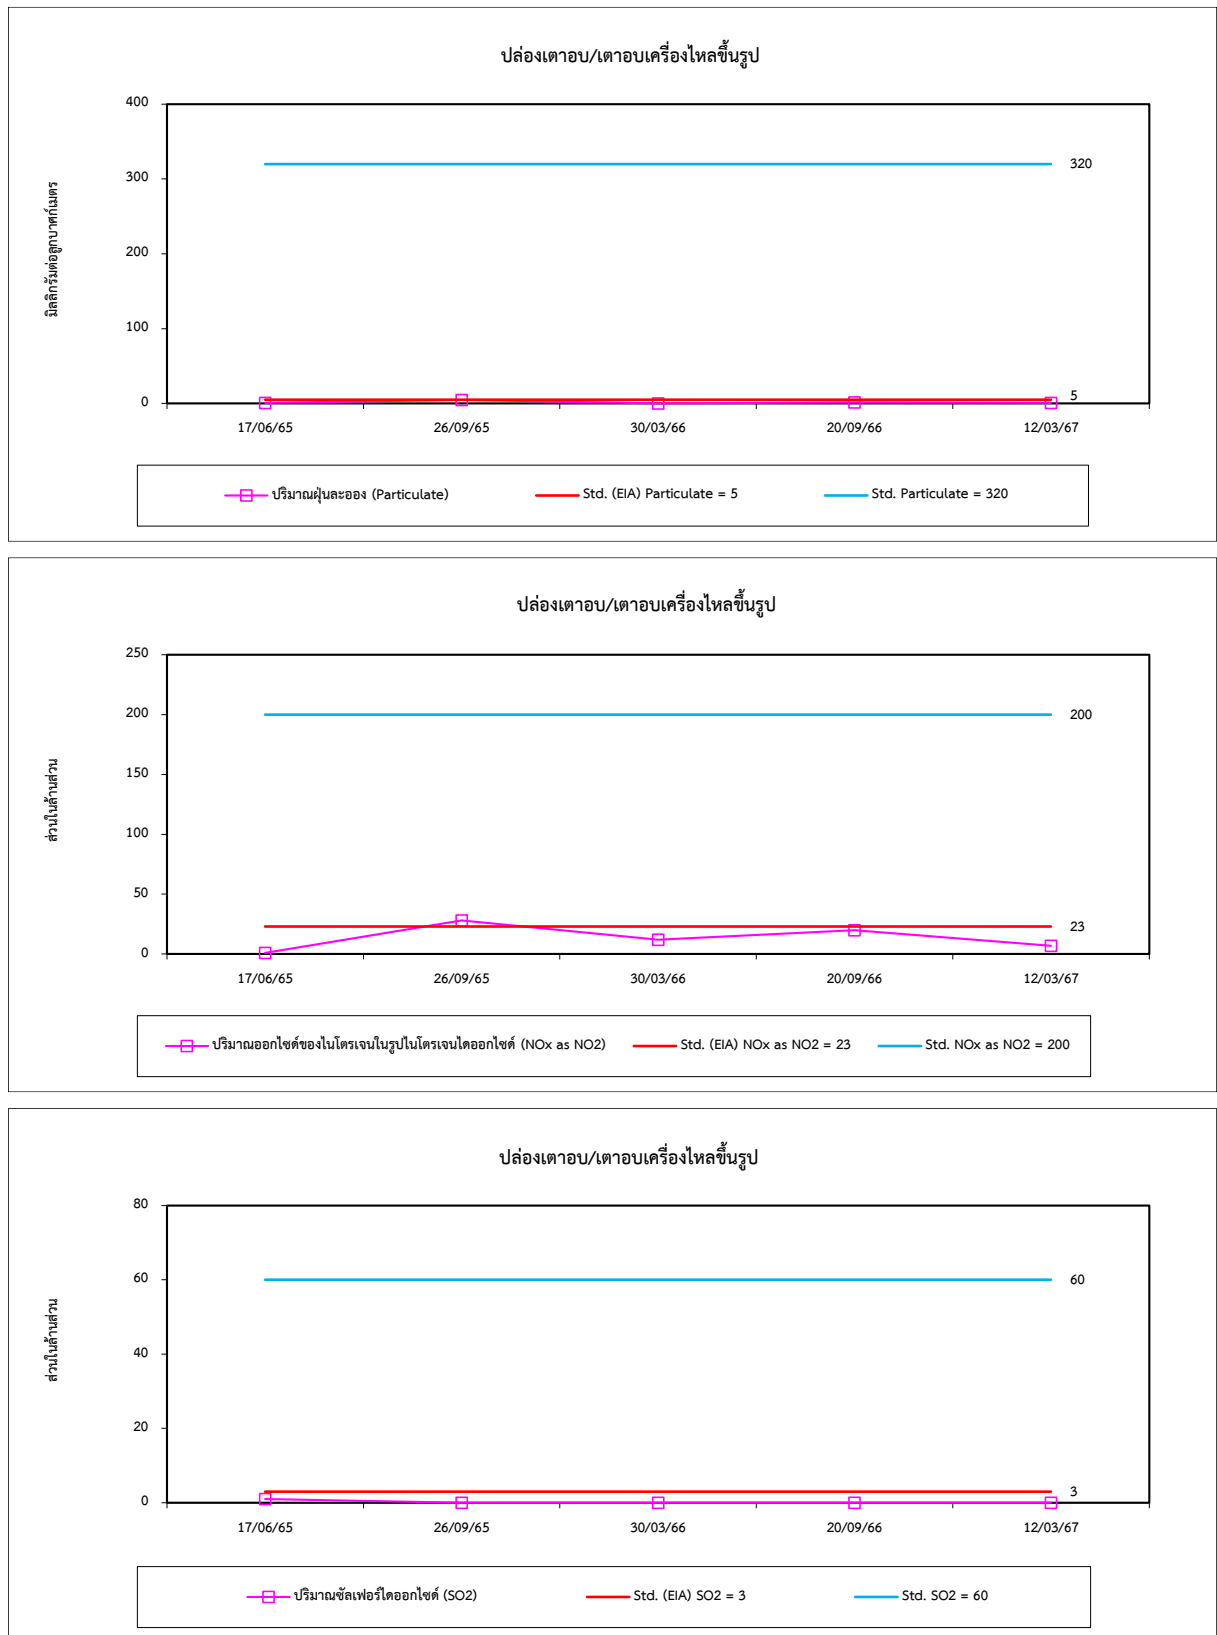 ปล่องเตาอบ/เตาอบเครื่องไหลขึ้นรูป
400
300
200
100
0
มิลลิกรัมต่อลูกบาศก์เมตร
320
5
17/06/65 26/09/65 30/03/66 20/09/66 12/03/67
ปริมาณฝุ่นละออง (Particulate) Std. (EIA) Particulate = 5 Std. Particulate = 320
ปล่องเตาอบ/เตาอบเครื่องไหลขึ้นรูป
250
200
150
100
50
0
ส่วนในล้านส่วน
200
23
17/06/65 26/09/65 30/03/66 20/09/66 12/03/67
ปริมาณออกไซด์ของไนโตรเจนในรูปไนโตรเจนไดออกไซด์ (NOx as NO2) Std. (EIA) NOx as NO2 = 23 Std. NOx as NO2 = 200
ปล่องเตาอบ/เตาอบเครื่องไหลขึ้นรูป
80
60
40
20
0
ส่วนในล้านส่วน
60
3
17/06/65 26/09/65 30/03/66 20/09/66 12/03/67
ปริมาณซัลเฟอร์ไดออกไซด์ (SO2) Std. (EIA) SO2 = 3 Std. SO2 = 60